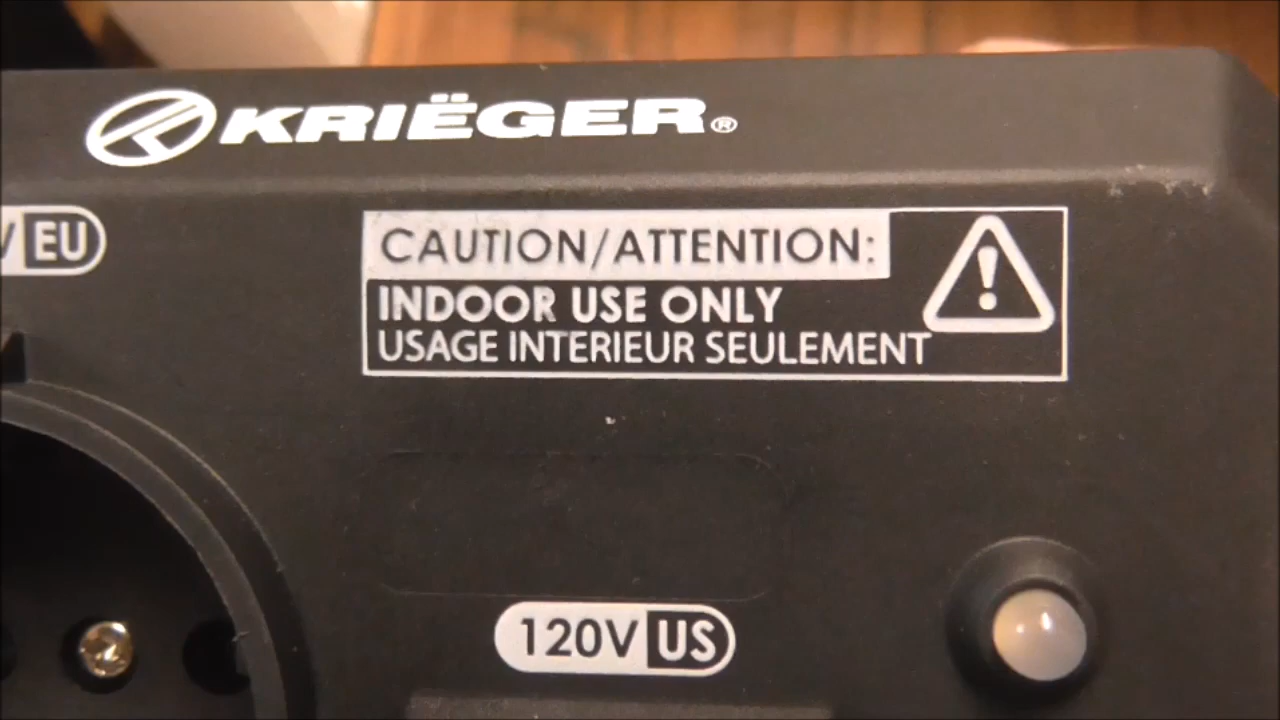 KRIËGER®
V EU
CAUTION/ATTENTION:
INDOOR USE ONLY
USAGE INTERIEUR SEULEMENT
120V US